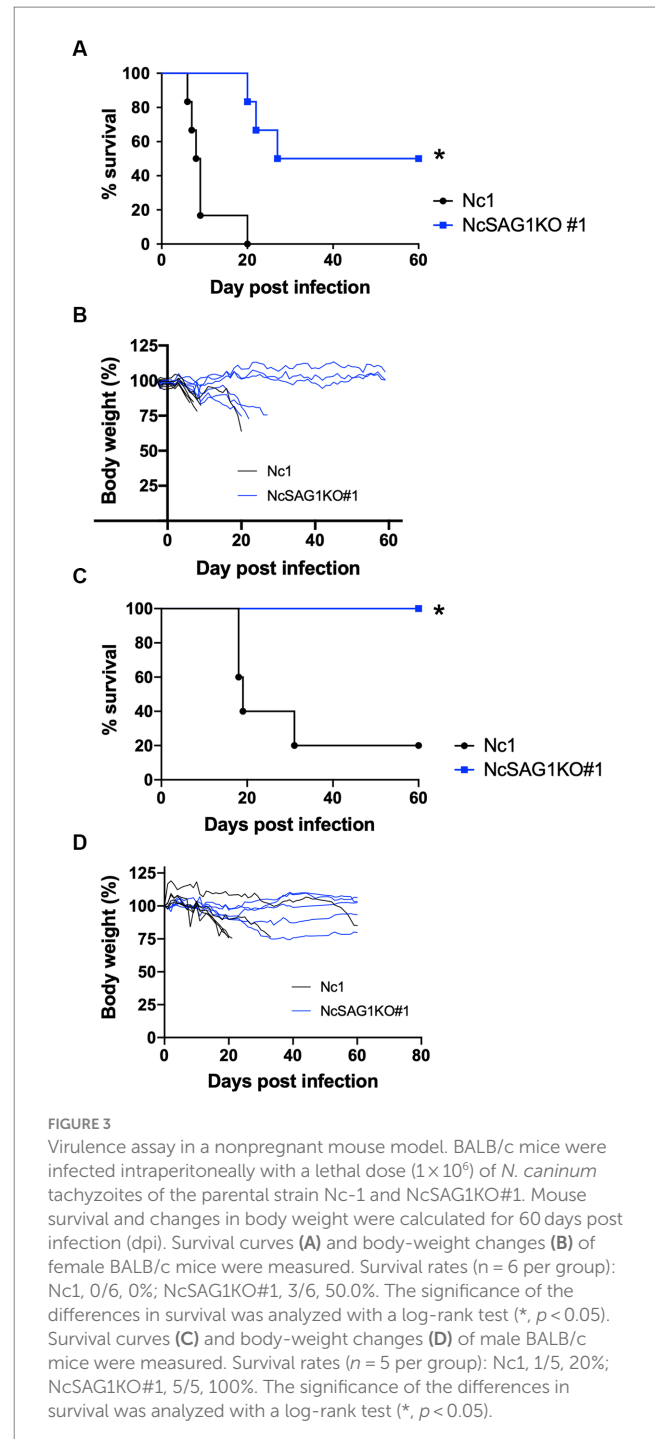 A
100
80
60
40
20
0
% survival
*
Nc1
NcSAG1KO #1
0 20 40 60
Day post infection
B
125
100
75
50
25
Body weight (%)
Nc1
NcSAG1KO#1
0 20 40 60
Day post infection
C
100
80
60
40
20
0
% survival
*
Nc1
NcSAG1KO#1
0 20 40 60
Days post infection
D
125
100
75
50
25
0
Body weight (%)
Nc1
NcSAG1KO#1
0 20 40 60 80
Days post infection
FIGURE 3
Virulence assay in a nonpregnant mouse model. BALB/c mice were
infected intraperitoneally with a lethal dose (1 × 10⁶) of N. caninum
tachyzoites of the parental strain Nc-1 and NcSAG1KO#1. Mouse
survival and changes in body weight were calculated for 60 days post
infection (dpi). Survival curves (A) and body-weight changes (B) of
female BALB/c mice were measured. Survival rates (n = 6 per group):
Nc1, 0/6, 0%; NcSAG1KO#1, 3/6, 50.0%. The significance of the
differences in survival was analyzed with a log-rank test (*, p < 0.05).
Survival curves (C) and body-weight changes (D) of male BALB/c
mice were measured. Survival rates (n = 5 per group): Nc1, 1/5, 20%;
NcSAG1KO#1, 5/5, 100%. The significance of the differences in
survival was analyzed with a log-rank test (*, p < 0.05).